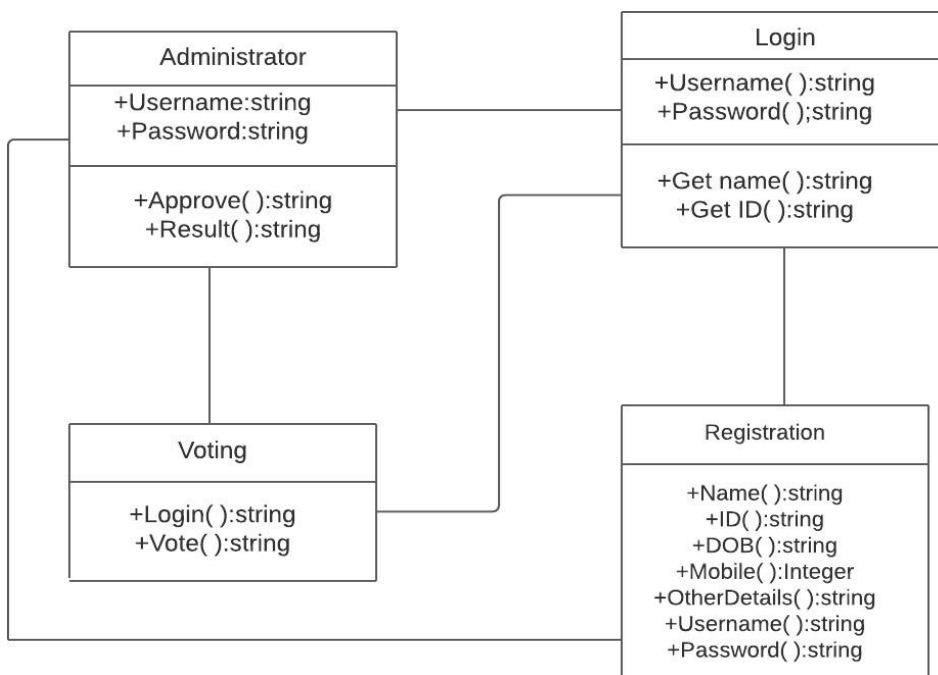 Administrator
+Username:string
+Password:string
+Approve( ):string
+Result( ):string
Login
+Username( ):string
+Password( );string
+Get name( ):string
+Get ID( ):string
Voting
+Login( ):string
+Vote( ):string
Registration
+Name( ):string
+ID( ):string
+DOB( ):string
+Mobile( ):Integer
+OtherDetails( ):string
+Username( ):string
+Password( ):string